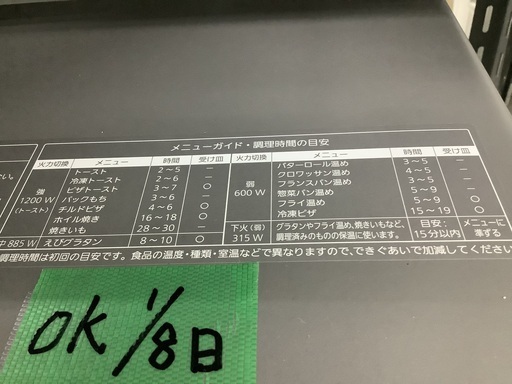 メニューガイド・調理時間の目安
火力切換 メニュー 時間 受け皿
強 1200W (トースト)
トースト 2～5 －
冷凍トースト 2～6 －
ピザトースト 3～7 ○
パックもち 3～6 －
チルドピザ 4～6 ○
ホイル焼き 16～18 ○
焼きいも 28～30 －
中885W えびグラタン 8～10 ○
火力切換 メニュー 時間 受け皿
弱 600W
バターロール温め 3～5 －
クロワッサン温め 4～5 －
フランスパン温め 3～5 －
惣菜パン温め 5～9 －
フライ温め 5～9 ○
冷凍ピザ 15～19 ○
下火(弱) 315W
グラタンやフライ温め、焼きいもなど、
調理済みのものの保温に使います。
目安:
15分以内
メニューに
準ずる
調理時間は初回の目安です。食品の温度・種類・室温などで異なりますので、できぐあいで加減してください
OK 1/8日